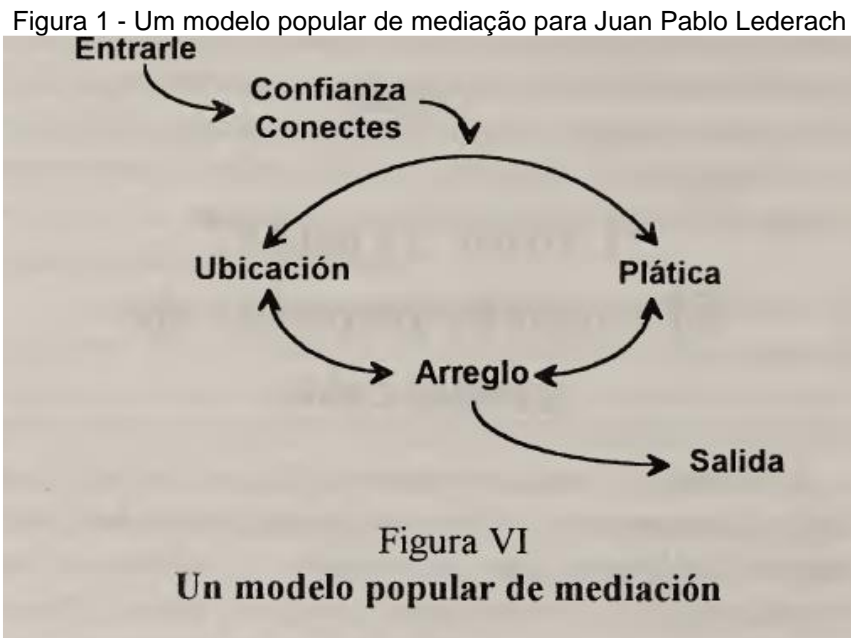 Figura 1 - Um modelo popular de mediação para Juan Pablo Lederach
Entrarle
Confianza
Conectes
Ubicación
Plática
Arreglo
Salida
Figura VI
Un modelo popular de mediación